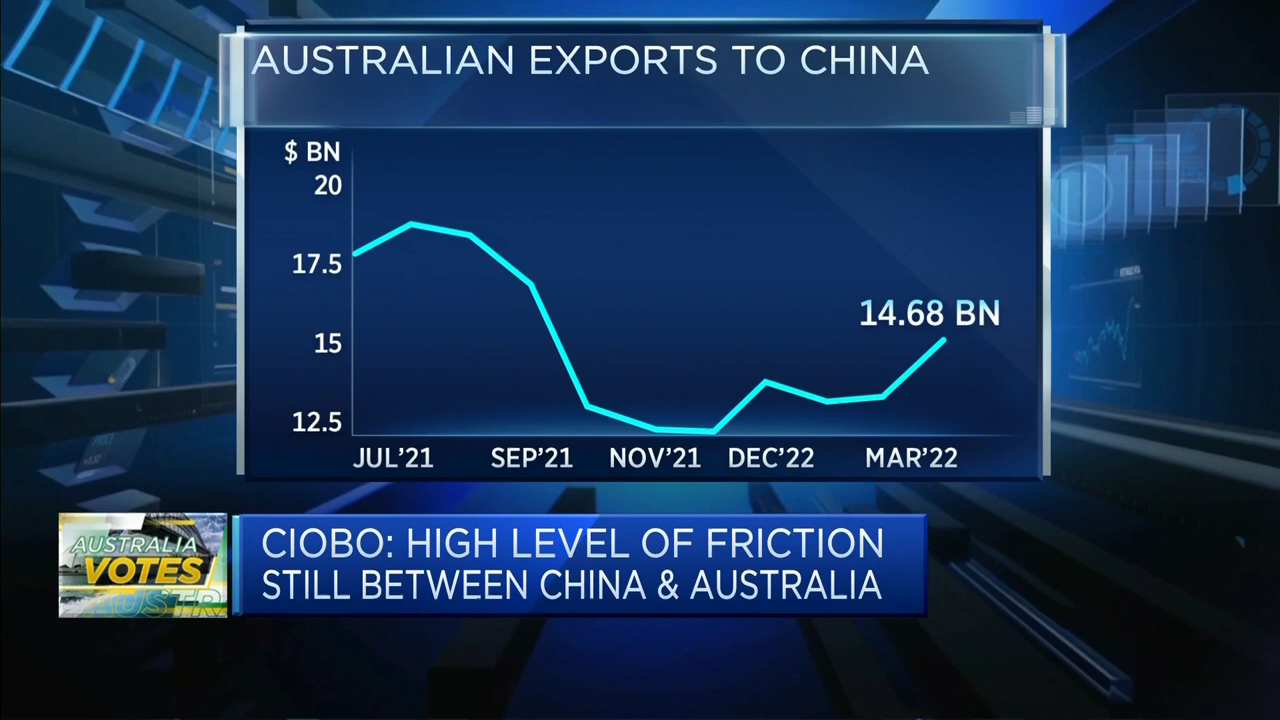 AUSTRALIAN EXPORTS TO CHINA
$ BN
20
17.5
15
12.5
14.68 BN
JUL'21 SEP'21 NOV'21 DEC'22 MAR'22
AUSTRALIA
VOTES
AUSTR
CIOBO: HIGH LEVEL OF FRICTION
STILL BETWEEN CHINA & AUSTRALIA